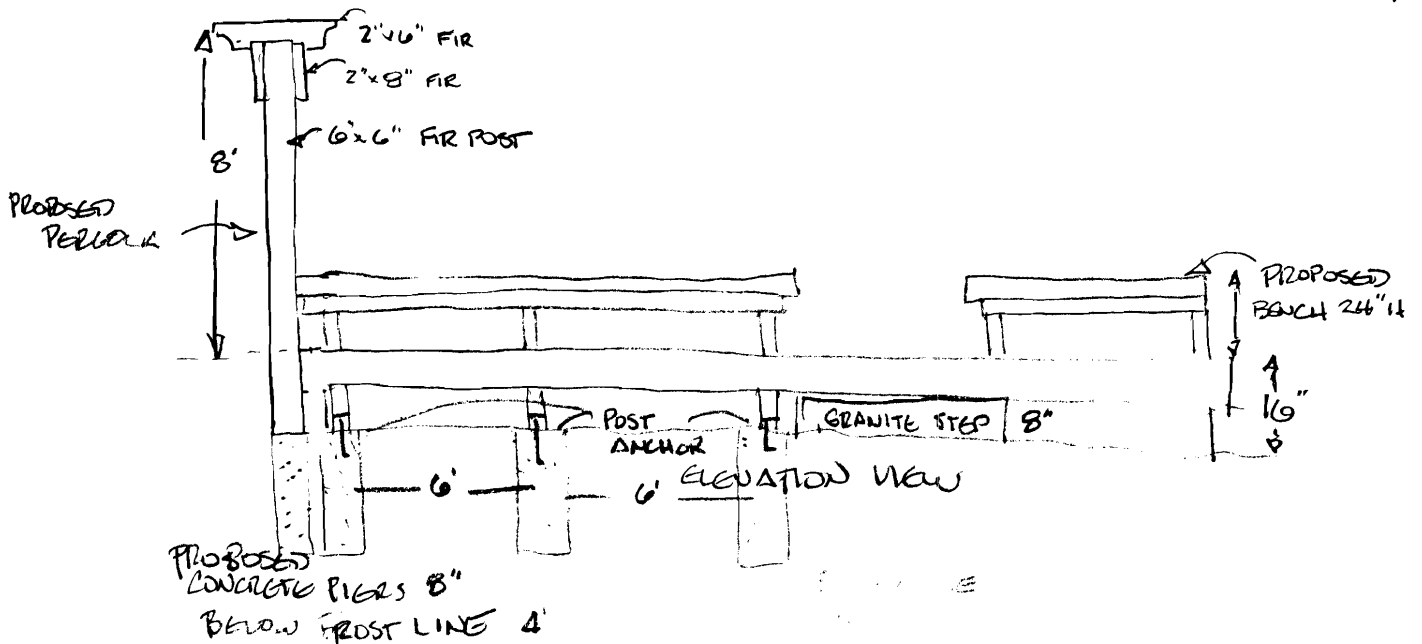 2"x6" FIR
2"x8" FIR
6"x6" FIR POST
8'
PROPOSED
PERGOLA
PROPOSED
BENCH
16"
POST
ANCHOR
GRANITE STEP 8"
6'
6'
ELEVATION VIEW
PROPOSED
CONCRETE PIERS 8"
BELOW FROST LINE 4'